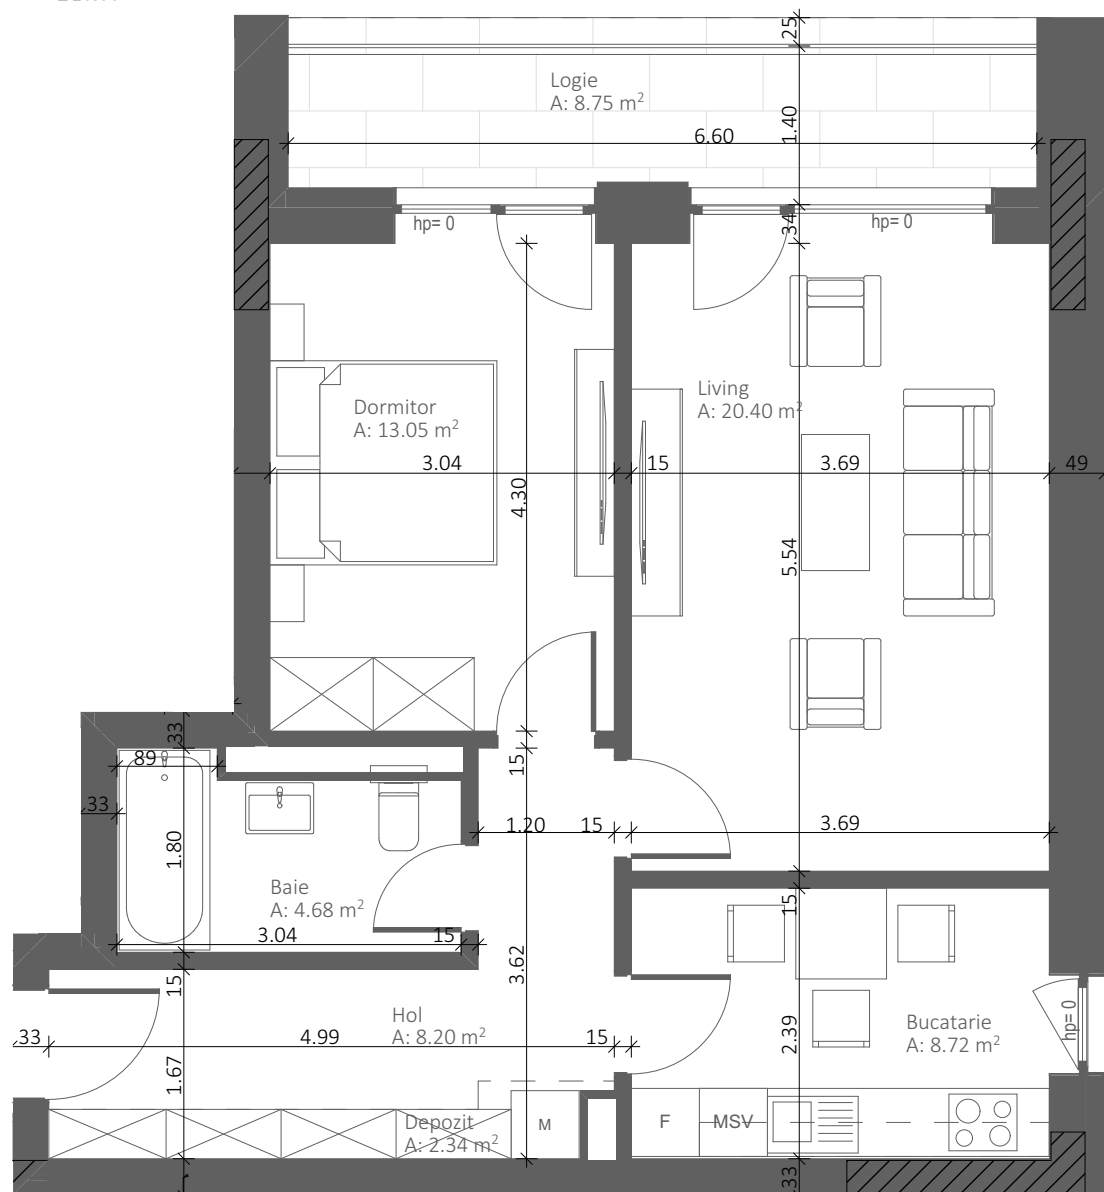 25
Logie
A: 8.75 m²
1.40
6.60
34
hp= 0
hp= 0
Living
A: 20.40 m²
Dormitor
A: 13.05 m²
3.04
15
3.69
49
4.30
5.54
33
89
15
33
1.20
15
3.69
1.80
Baie
A: 4.68 m²
15
3.04
15
3.62
15
Hol
A: 8.20 m²
Bucatarie
A: 8.72 m²
hp= 0
33
4.99
15
2.39
1.67
Depozit
A: 2.34 m²
M
F
MSV
33